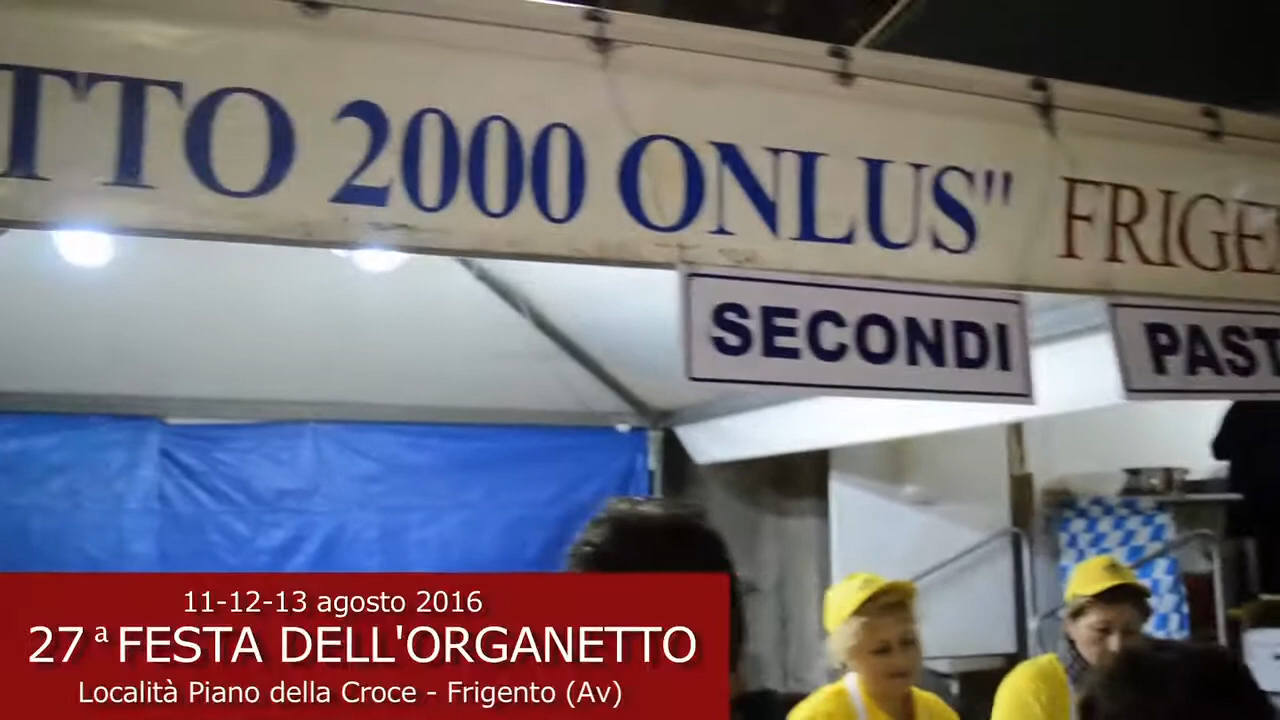 TTO 2000 ONLUS" FRIGE
SECONDI
PAST
11-12-13 agosto 2016
27ª FESTA DELL'ORGANETTO
Località Piano della Croce - Frigento (Av)